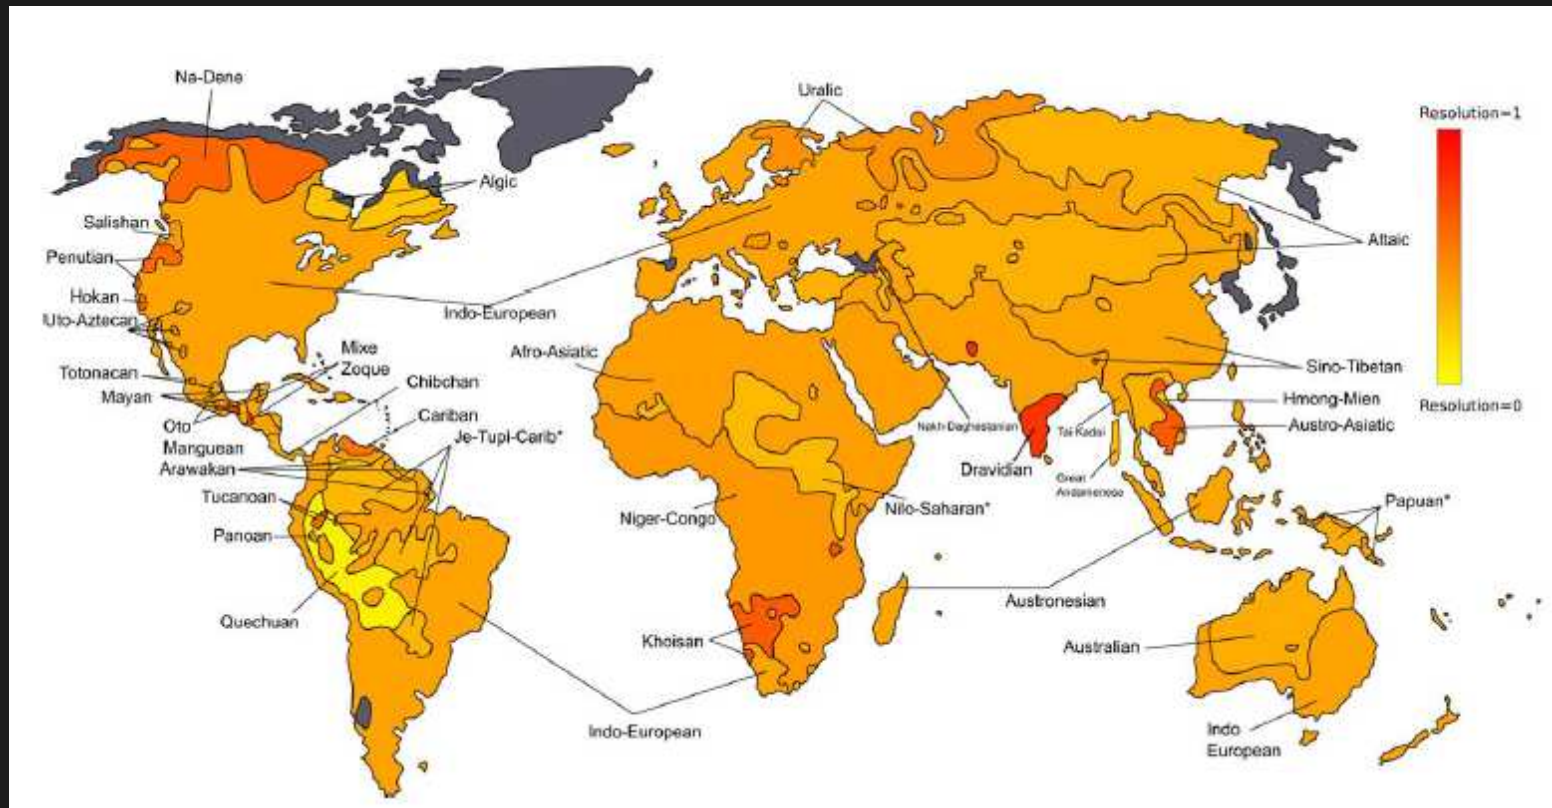 Na-Dene
Uralic
Resolution=1
Algic
Salishan
Penutian
Altaic
Hokan
Uto-Aztecan
Indo-European
Mixe
Zoque
Afro-Asiatic
Totonacan
Sino-Tibetan
Mayan
Chibchan
Hmong-Mien
Resolution=0
Cariban
Oto
Manguean
Je-Tupi-Carib*
Nakh-Daghestanian
Tai Kadai
Austro-Asiatic
Arawakan
Dravidian
Great
Andamenese
Tucanoan
Niger-Congo
Nilo-Saharan*
Papuan*
Panoan
Quechuan
Austronesian
Khoisan
Australian
Indo-European
Indo
European